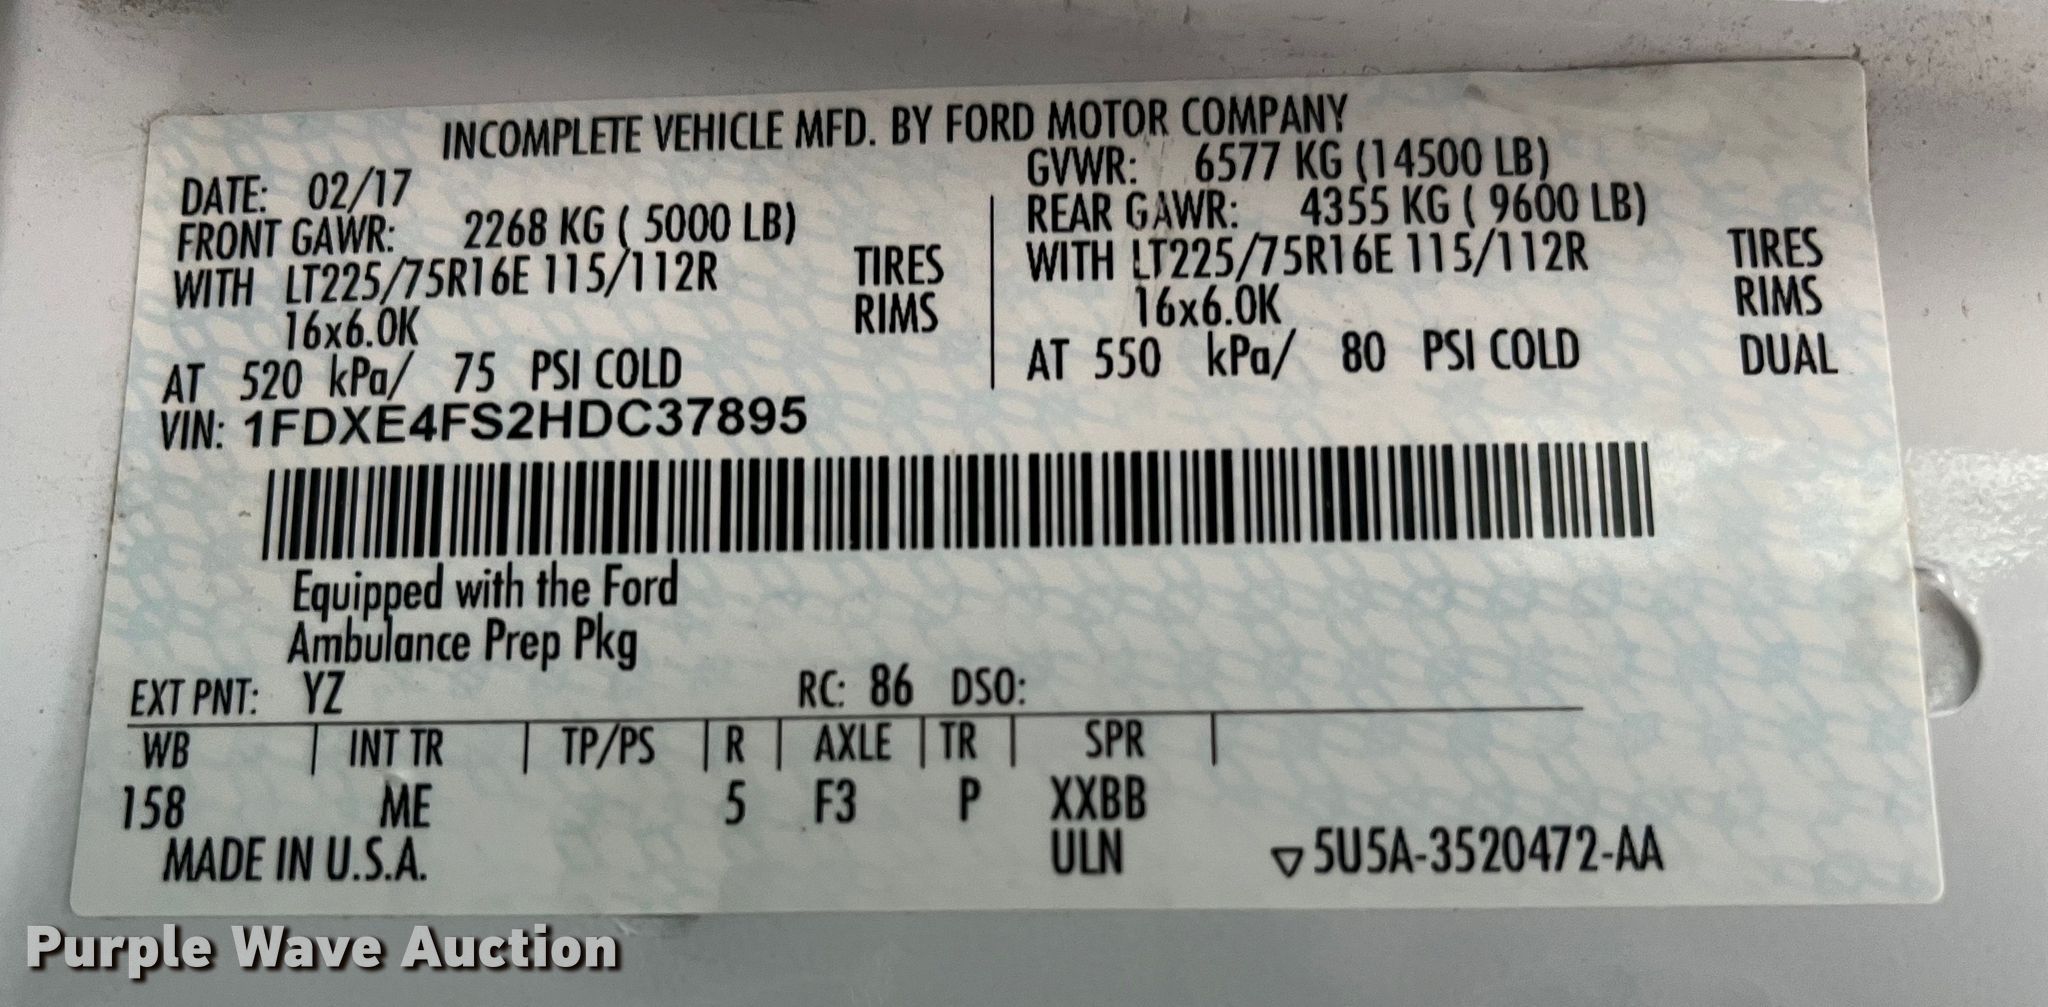 INCOMPLETE VEHICLE MFD. BY FORD MOTOR COMPANY
DATE: 02/17
GVWR: 6577 KG (14500 LB)
FRONT GAWR: 2268 KG ( 5000 LB)
REAR GAWR: 4355 KG ( 9600 LB)
WITH LT225/75R16E 115/112R TIRES
WITH LT225/75R16E 115/112R TIRES
16x6.0K RIMS
16x6.0K RIMS
AT 520 kPa/ 75 PSI COLD
AT 550 kPa/ 80 PSI COLD DUAL
VIN: 1FDXE4FS2HDC37895
Equipped with the Ford
Ambulance Prep Pkg
EXT PNT: YZ RC: 86 DSO:
WB | INT TR | TP/PS | R | AXLE | TR | SPR |
158 ME 5 F3 P XXBB
MADE IN U.S.A. ULN ▽5U5A-3520472-AA
Purple Wave Auction